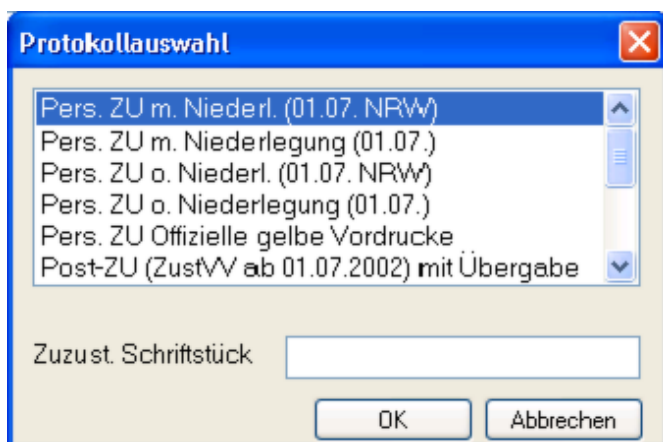 Protokollauswahl
Pers. ZU m. Niederl. (01.07. NRW)
Pers. ZU m. Niederlegung (01.07.)
Pers. ZU o. Niederl. (01.07. NRW)
Pers. ZU o. Niederlegung (01.07.)
Pers. ZU Offizielle gelbe Vordrucke
Post-ZU (ZustVV ab 01.07.2002) mit Übergabe
Zuzust. Schriftstück
OK Abbrechen